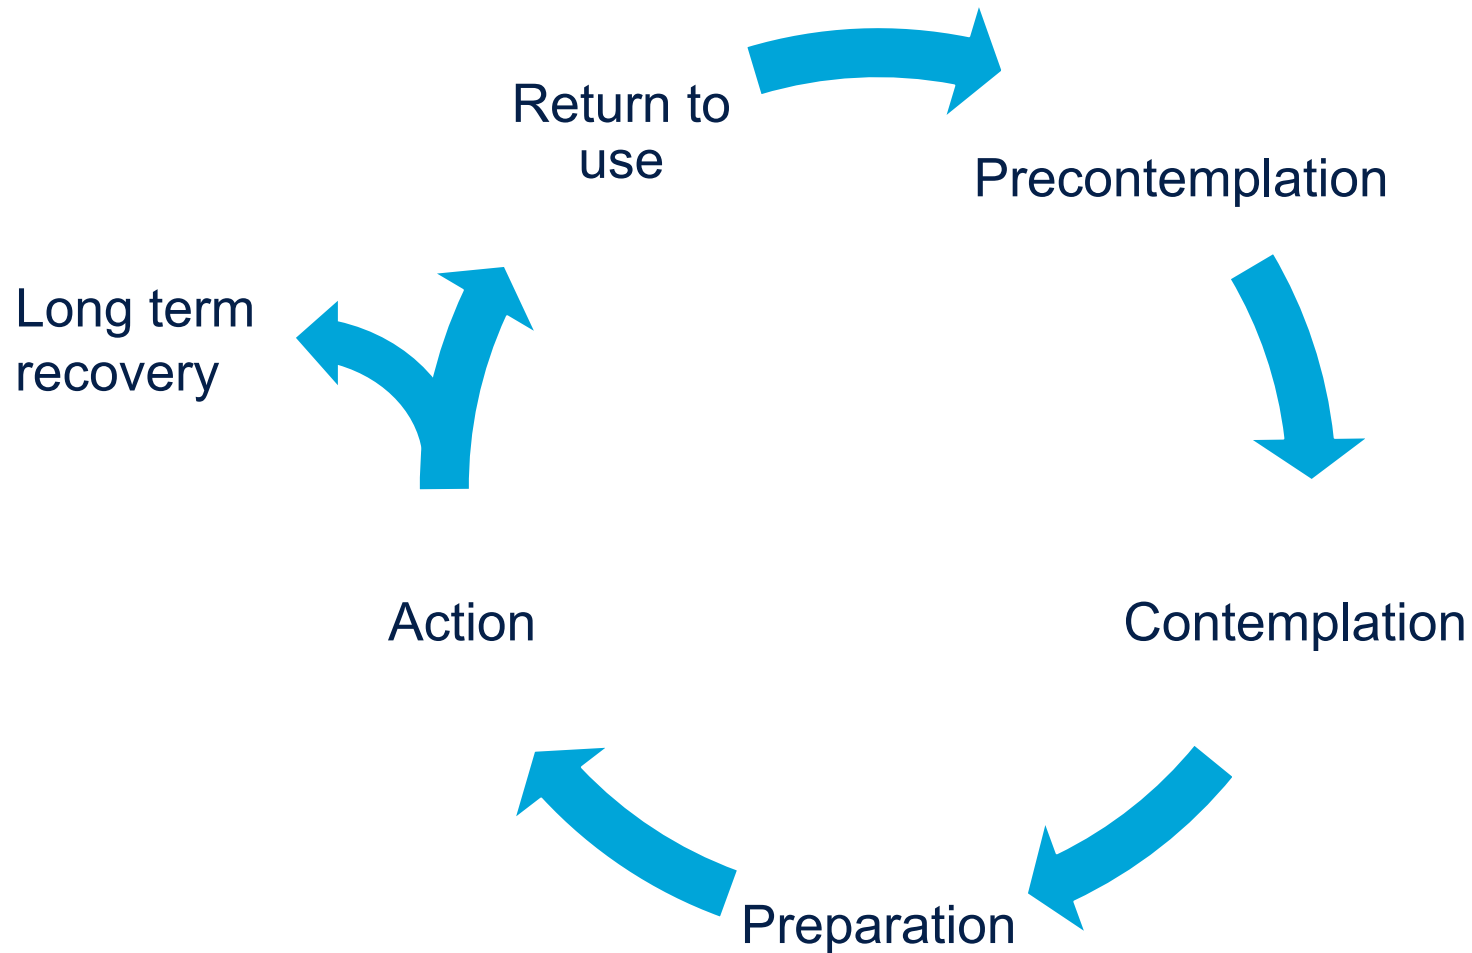 Return to
use
Precontemplation
Long term
recovery
Action
Contemplation
Preparation